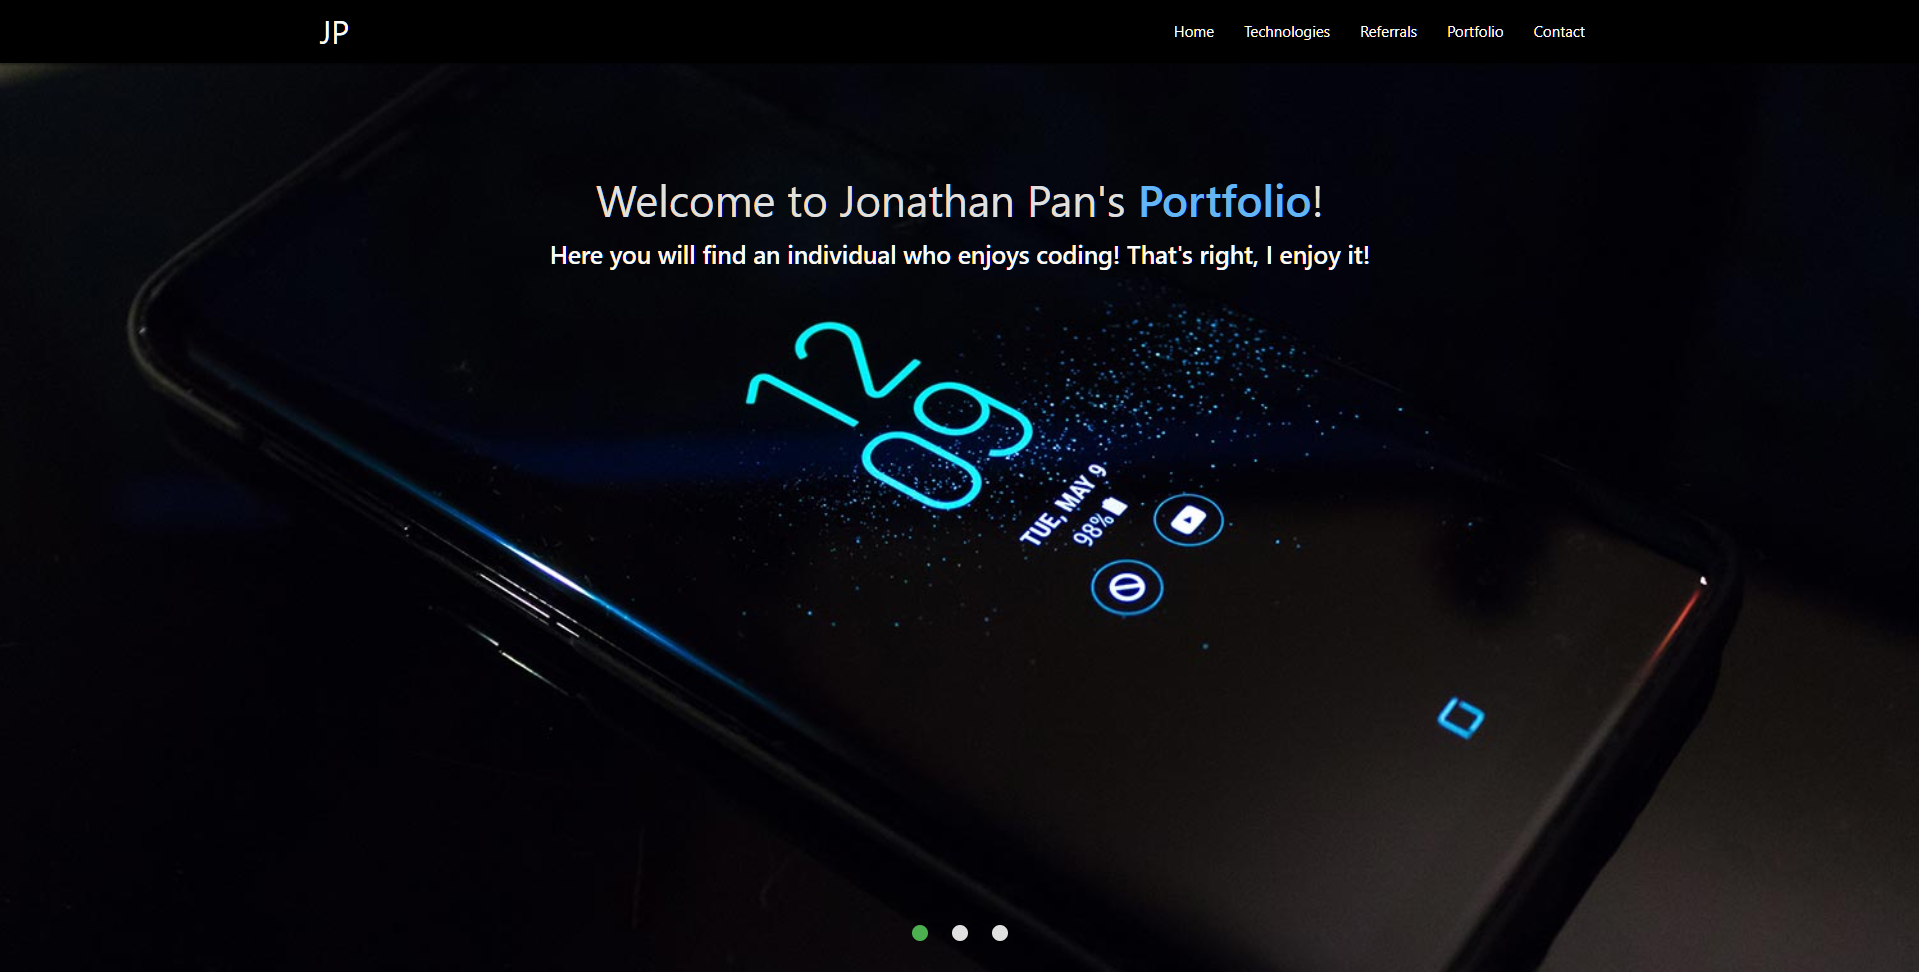 JP
Home Technologies Referrals Portfolio Contact
Welcome to Jonathan Pan's Portfolio!
Here you will find an individual who enjoys coding! That's right, I enjoy it!
12
09
TUE, MAY 9
98%